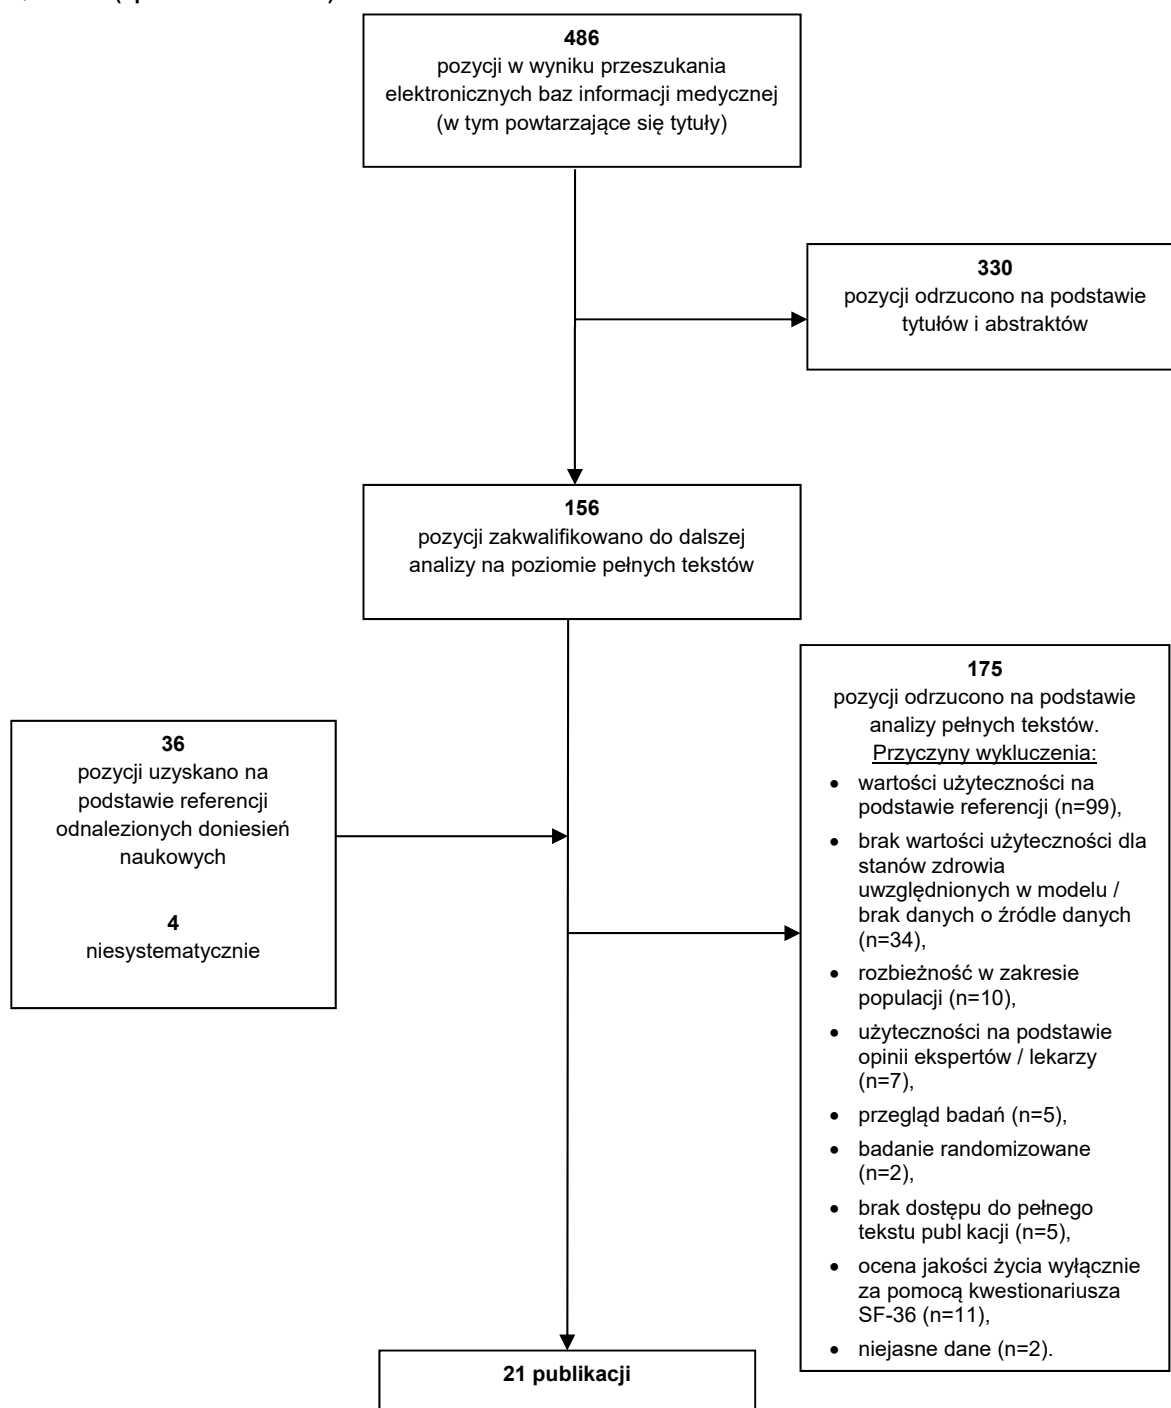 486
pozycji w wyniku przeszukania
elektronicznych baz informacji medycznej
(w tym powtarzające się tytuły)
330
pozycji odrzucono na podstawie
tytułów i abstraktów
156
pozycji zakwalifikowano do dalszej
analizy na poziomie pełnych tekstów
36
pozycji uzyskano na
podstawie referencji
odnalezionych doniesień
naukowych
4
niesystematycznie
175
pozycji odrzucono na podstawie
analizy pełnych tekstów.
Przyczyny wykluczenia:
• wartości użyteczności na
podstawie referencji (n=99),
• brak wartości użyteczności dla
stanów zdrowia
uwzględnionych w modelu /
brak danych o źródle danych
(n=34),
• rozbieżność w zakresie
populacji (n=10),
• użyteczności na podstawie
opinii ekspertów / lekarzy
(n=7),
• przegląd badań (n=5),
• badanie randomizowane
(n=2),
• brak dostępu do pełnego
tekstu publ kacji (n=5),
• ocena jakości życia wyłącznie
za pomocą kwestionariusza
SF-36 (n=11),
• niejasne dane (n=2).
21 publikacji